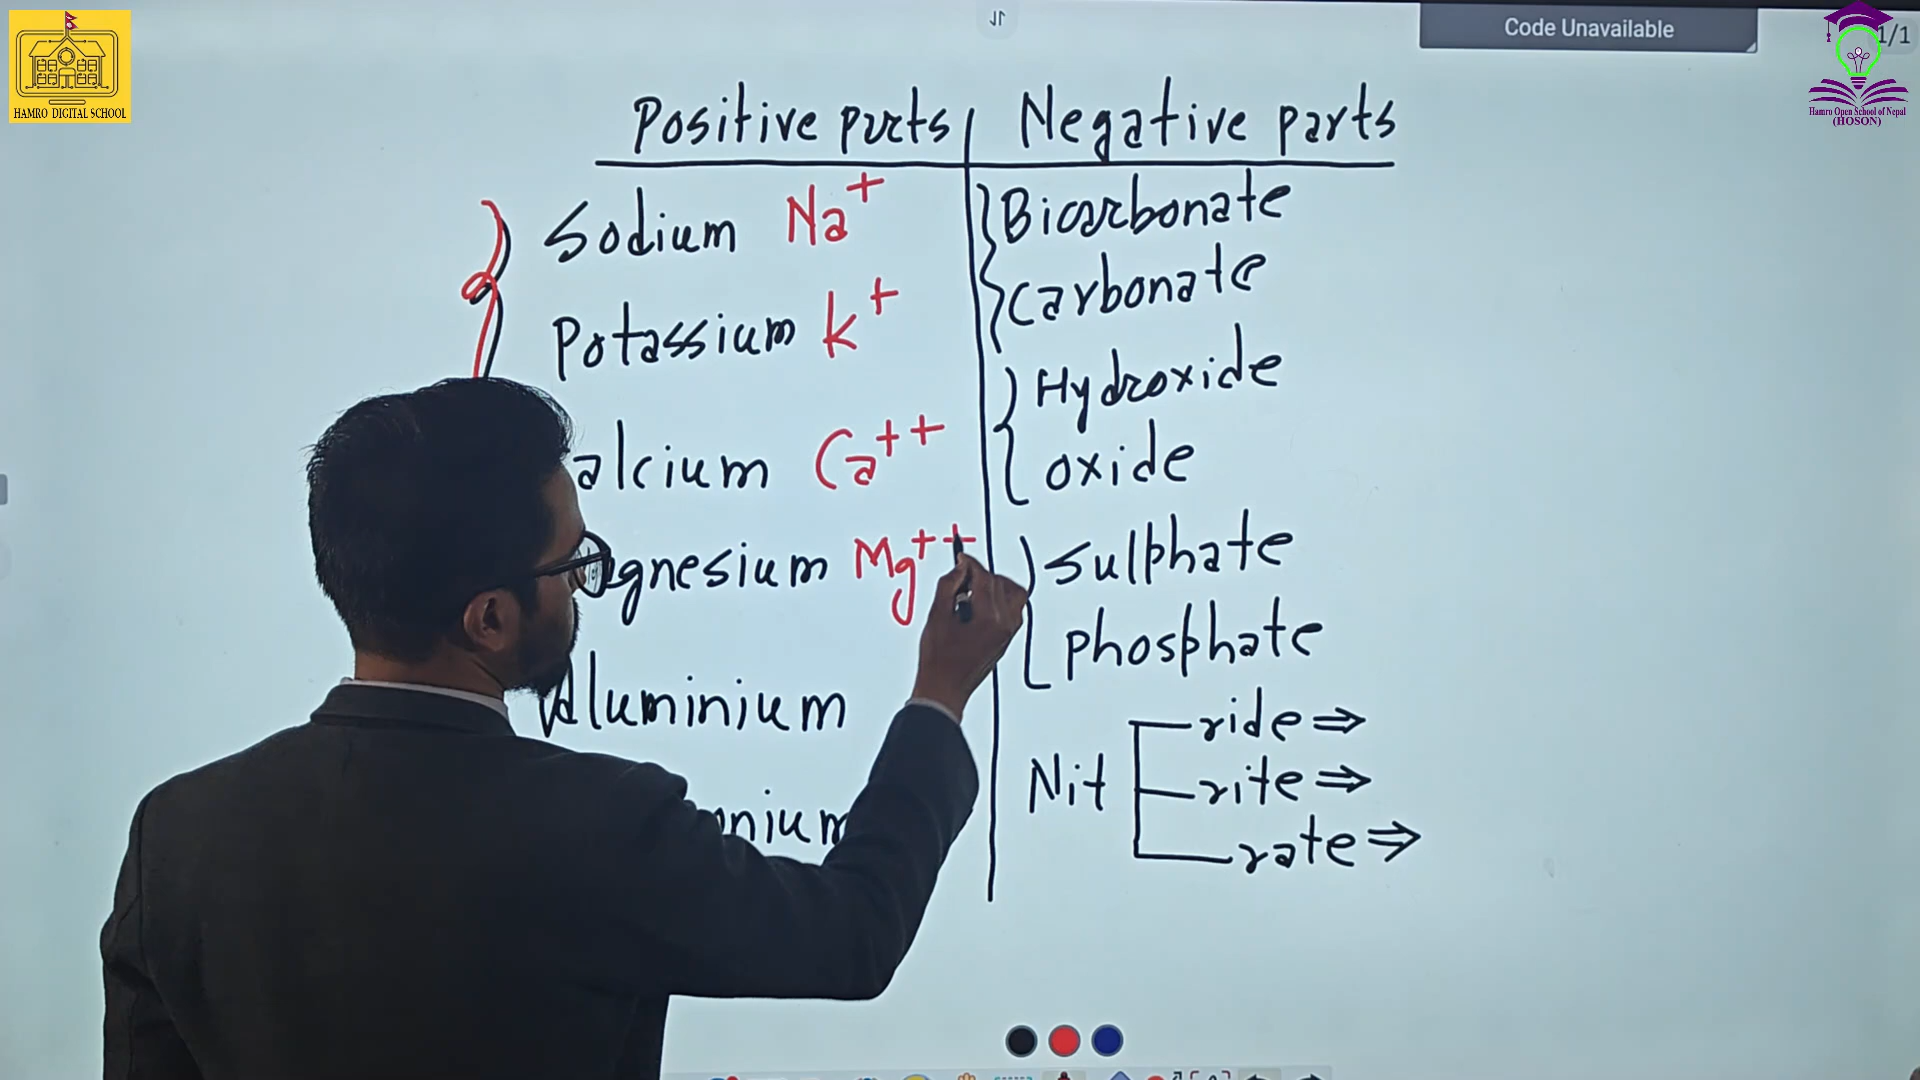 HAMRO DIGITAL SCHOOL
Code Unavailable
1/1
Hamro Open School of Nepal
(HOSON)
Positive parts
Negative parts
Sodium Na⁺
Potassium K⁺
alcium Ca⁺⁺
gnesium Mg⁺⁺
Aluminium
nium
Bicarbonate
Carbonate
Hydroxide
oxide
Sulphate
phosphate
Nit
ride ⇒
rite ⇒
rate ⇒